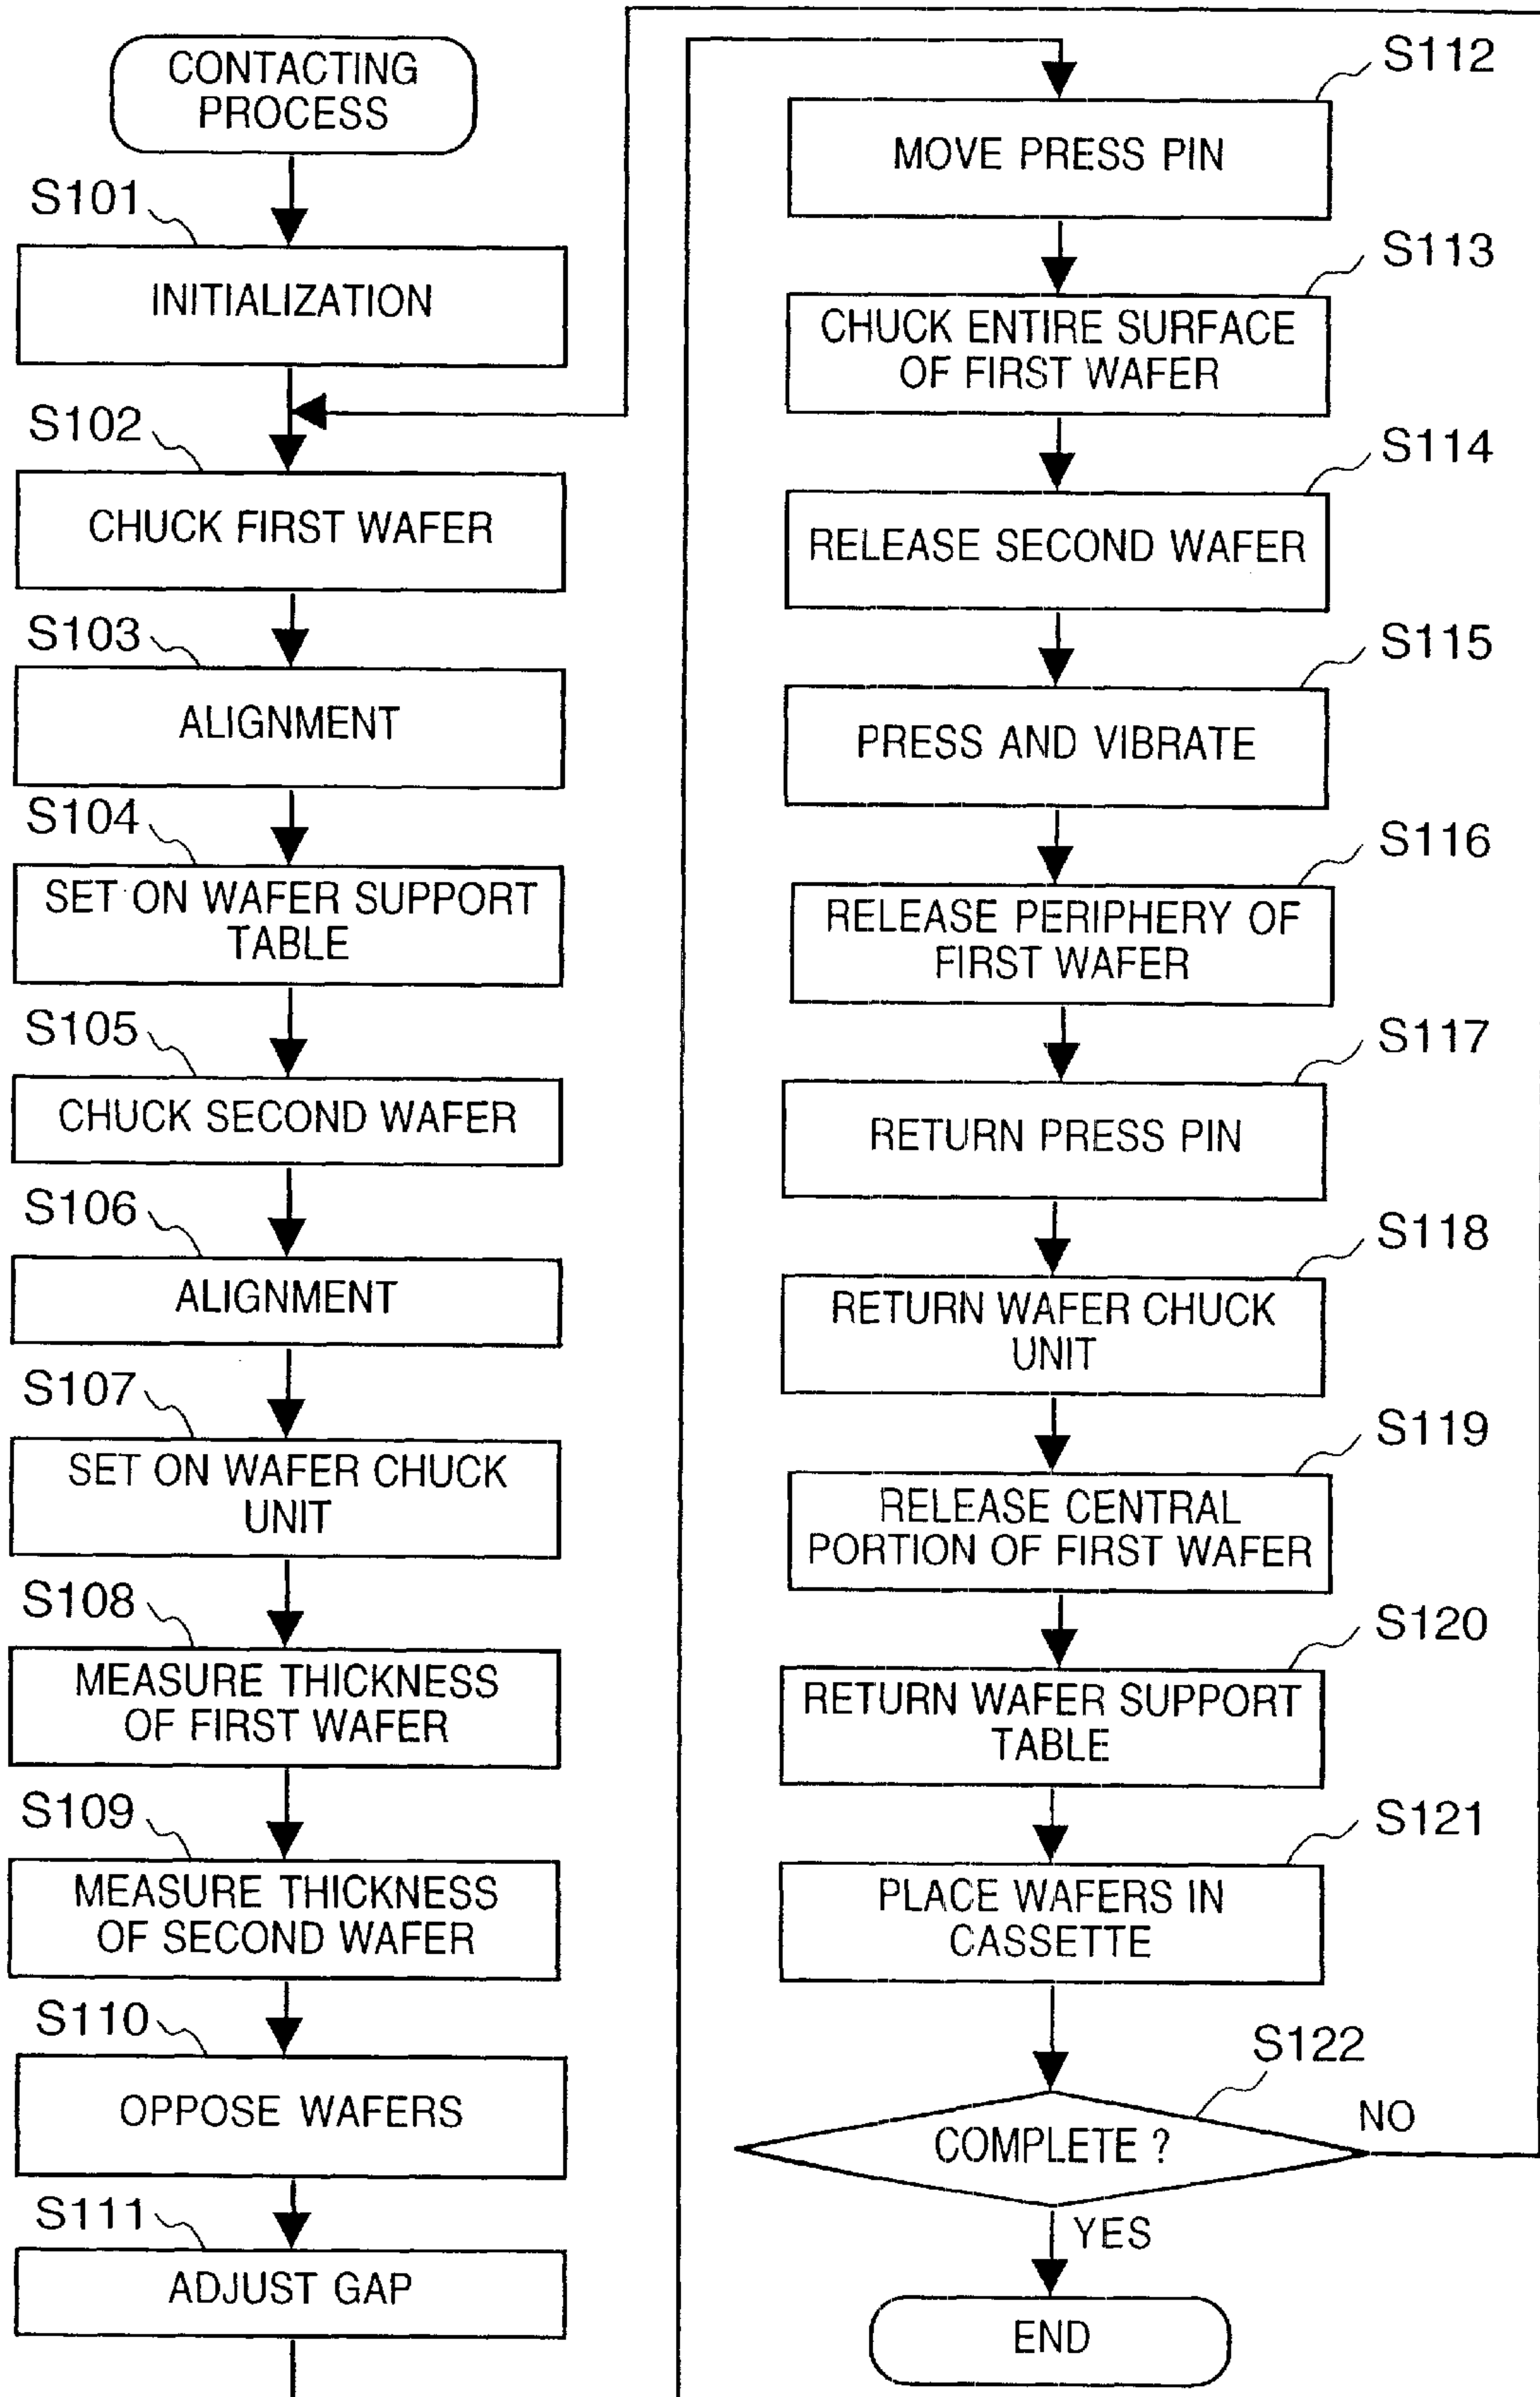 CONTACTING
PROCESS
S101
INITIALIZATION
S102
CHUCK FIRST WAFER
S103
ALIGNMENT
S104
SET ON WAFER SUPPORT
TABLE
S105
CHUCK SECOND WAFER
S106
ALIGNMENT
S107
SET ON WAFER CHUCK
UNIT
S108
MEASURE THICKNESS
OF FIRST WAFER
S109
MEASURE THICKNESS
OF SECOND WAFER
S110
OPPOSE WAFERS
S111
ADJUST GAP
S112
MOVE PRESS PIN
S113
CHUCK ENTIRE SURFACE
OF FIRST WAFER
S114
RELEASE SECOND WAFER
S115
PRESS AND VIBRATE
S116
RELEASE PERIPHERY OF
FIRST WAFER
S117
RETURN PRESS PIN
S118
RETURN WAFER CHUCK
UNIT
S119
RELEASE CENTRAL
PORTION OF FIRST WAFER
S120
RETURN WAFER SUPPORT
TABLE
S121
PLACE WAFERS IN
CASSETTE
S122
COMPLETE ?
NO
YES
END